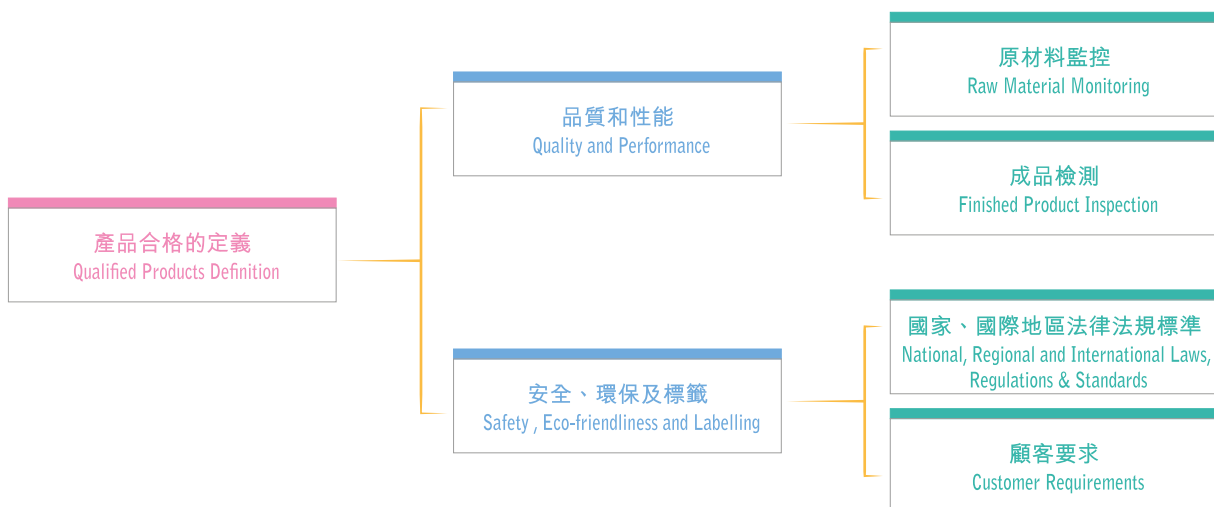 產品合格的定義
Qualified Products Definition
品質和性能
Quality and Performance
原材料監控
Raw Material Monitoring
成品檢測
Finished Product Inspection
安全、環保及標籤
Safety , Eco-friendliness and Labelling
國家、國際地區法律法規標準
National, Regional and International Laws,
Regulations & Standards
顧客要求
Customer Requirements